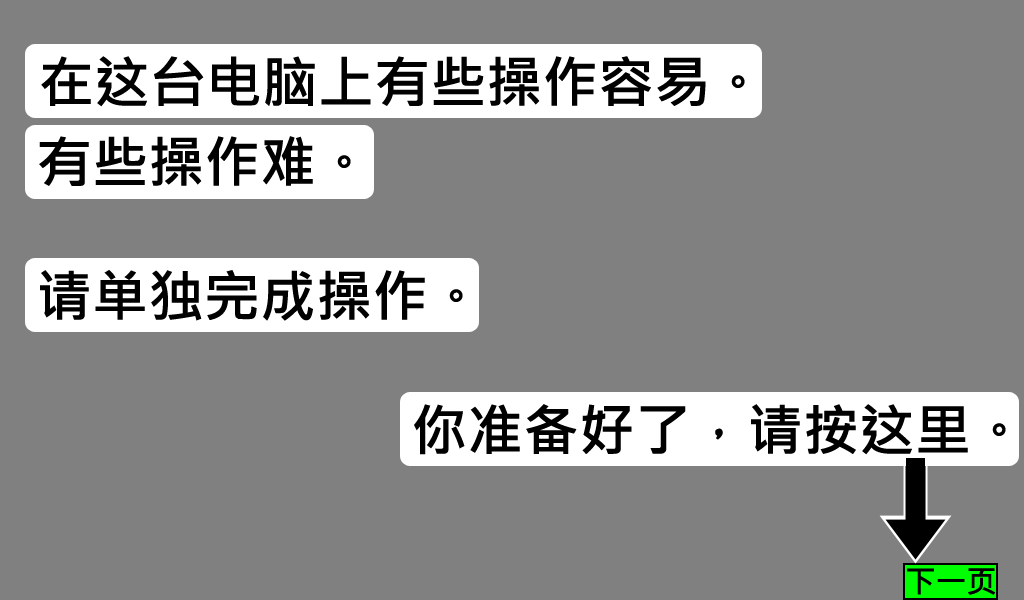 在这台电脑上有些操作容易。
有些操作难。
请单独完成操作。
你准备好了，请按这里。
下一页